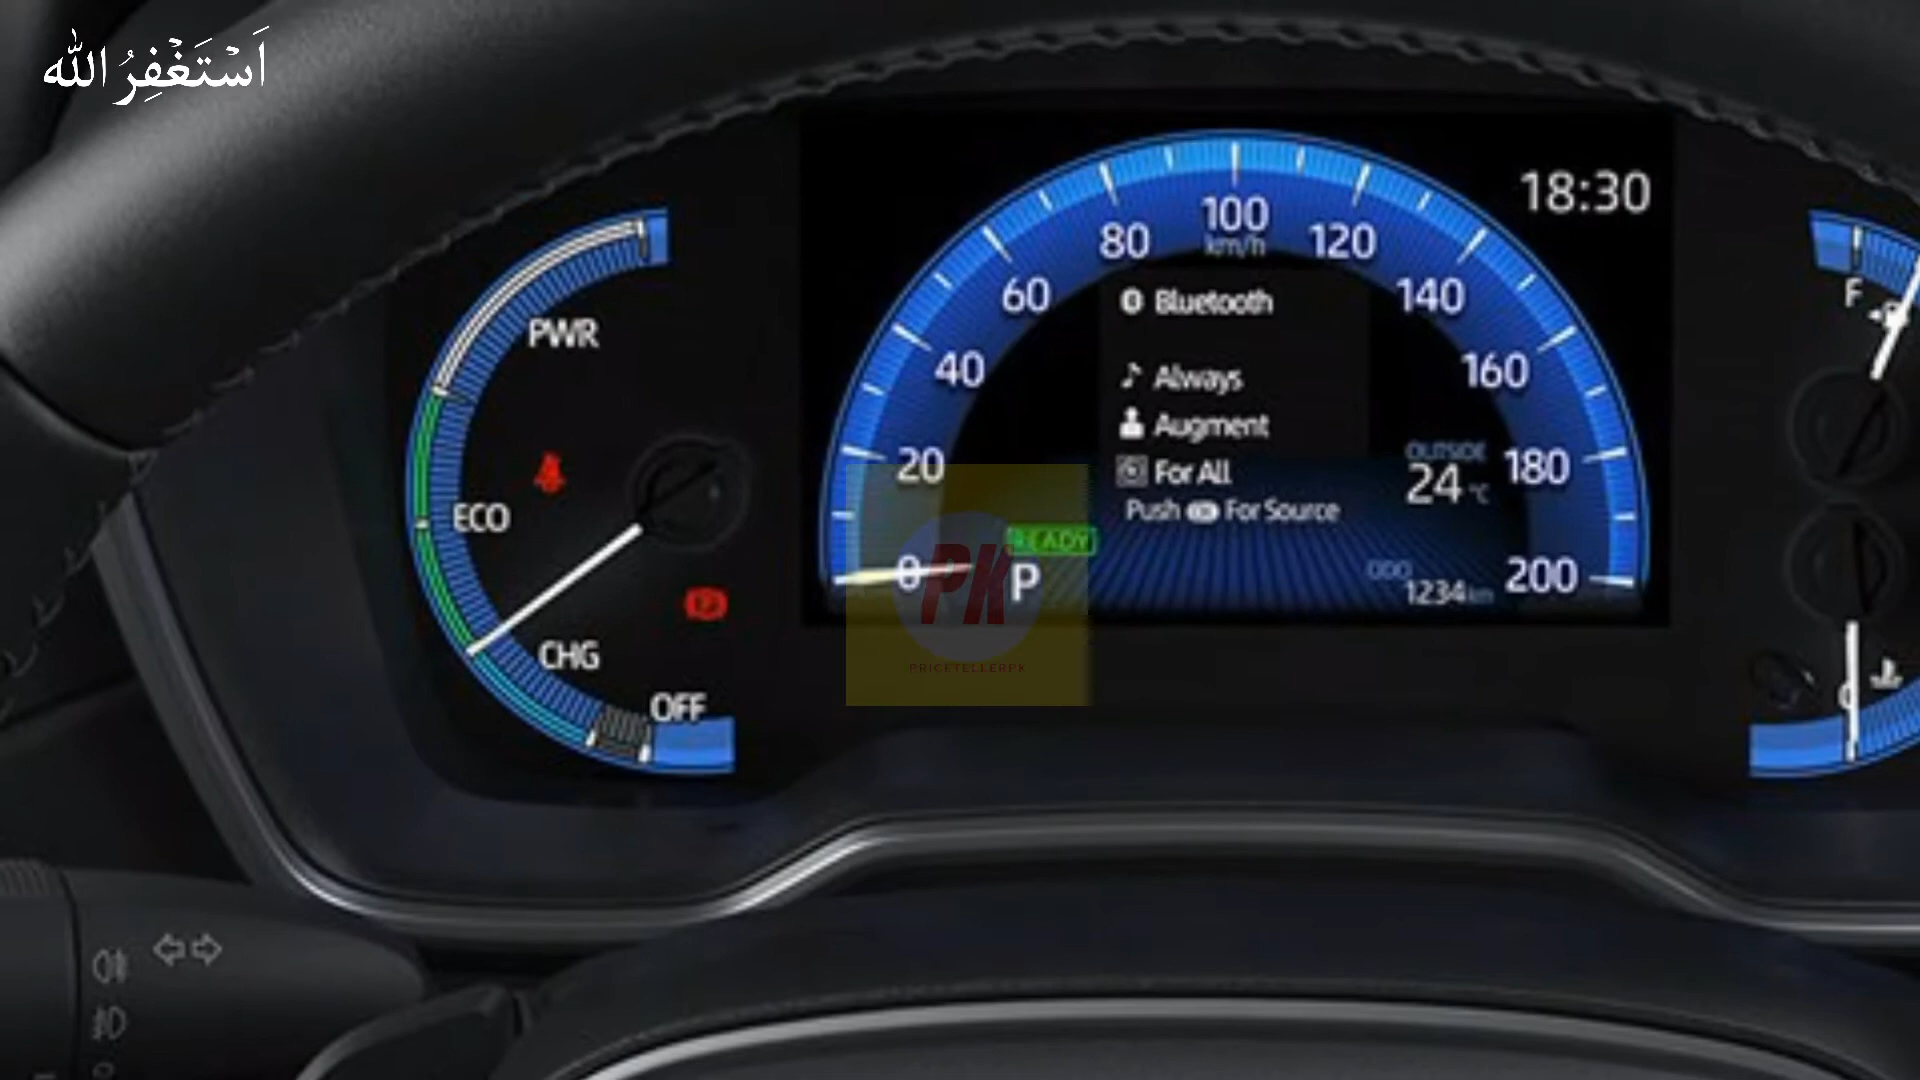 اَسْتَغْفِرُ الله
18:30
PWR
ECO
CHG
OFF
0
20
40
60
80
100
km/h
120
140
160
180
200
Bluetooth
Always
Augment
For All
Push For Source
OUTSIDE
24 °C
READY
P
ODO
1234 km
PK
PRICETELLERPK
F